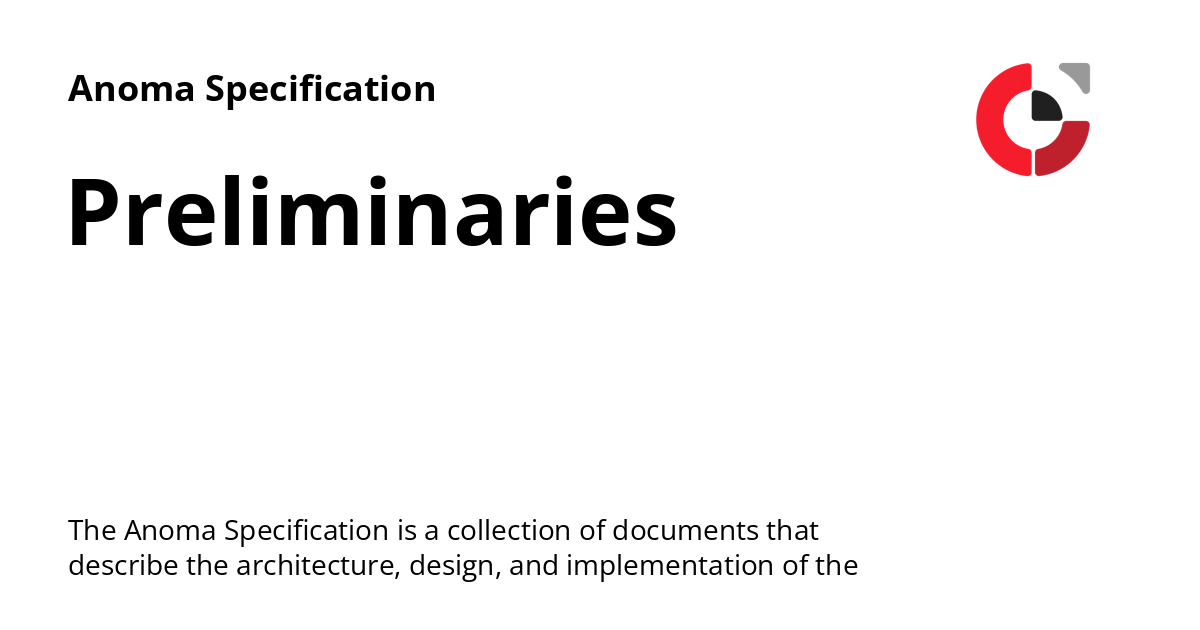 Anoma Specification
Preliminaries
The Anoma Specification is a collection of documents that
describe the architecture, design, and implementation of the